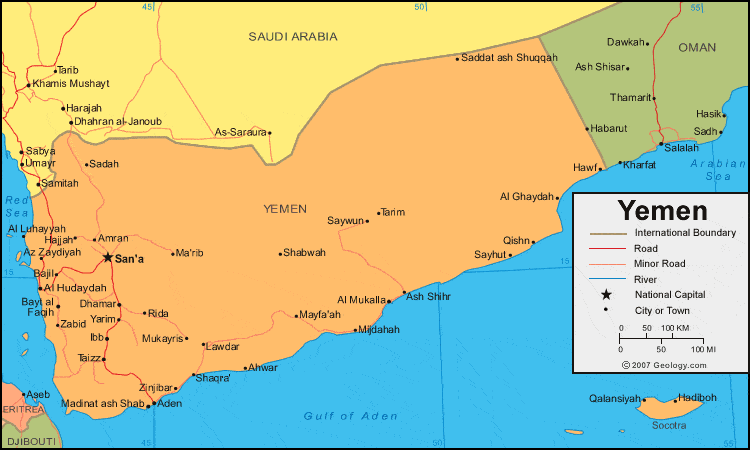 45
50
55
SAUDI ARABIA
Dawkah
OMAN
Saddat ash Shuqqah
Ash Shisar
Tarib
Khamis Mushayt
Thamarit
Harajah
Hasik
Dhahran al-Janoub
As-Saraura
Habarut
Sadh
Salalah
Sabya
Umayr
Sadah
Kharfat
Arabian
Sea
Hawf
Samitah
Red
Sea
Al Ghaydah
YEMEN
Tarim
Saywun
Al Luhayyah
Hajjah
Amran
Qishn
Az Zaydiyah
San'a
Ma'rib
Shabwah
Sayhut
15
15
Bajil
Al Hudaydah
Ash Shihr
Al Mukalla
Bayt al
Faqih
Dhamar
Rida
Mayfa'ah
Zabid
Yarim
Mijdahah
Ibb
Mukayris
Lawdar
Taizz
Ahwar
Shaqra'
Zinjibar
Aseb
Madinat ash Shab
Aden
ERITREA
Gulf of Aden
DJIBOUTI
45
50
55
Qalansiyah
Hadiboh
Socotra
Yemen
International Boundary
Road
Minor Road
River
National Capital
City or Town
0 50 100 KM
0 50 100 MI
© 2007 Geology.com